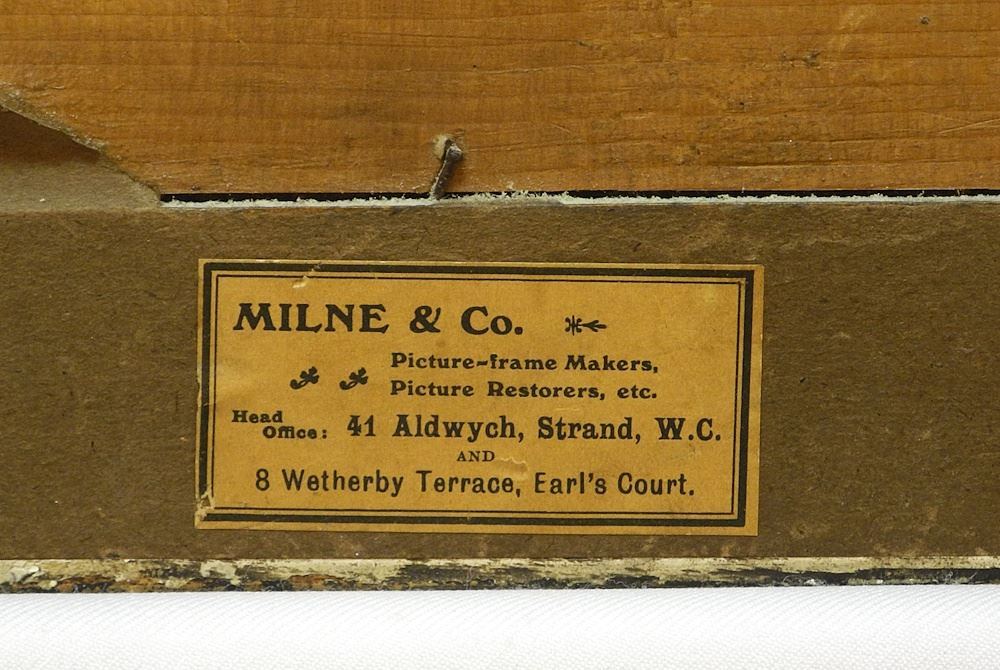 MILNE & Co.
Picture-frame Makers,
Picture Restorers, etc.
Head Office: 41 Aldwych, Strand, W.C.
AND
8 Wetherby Terrace, Earl's Court.